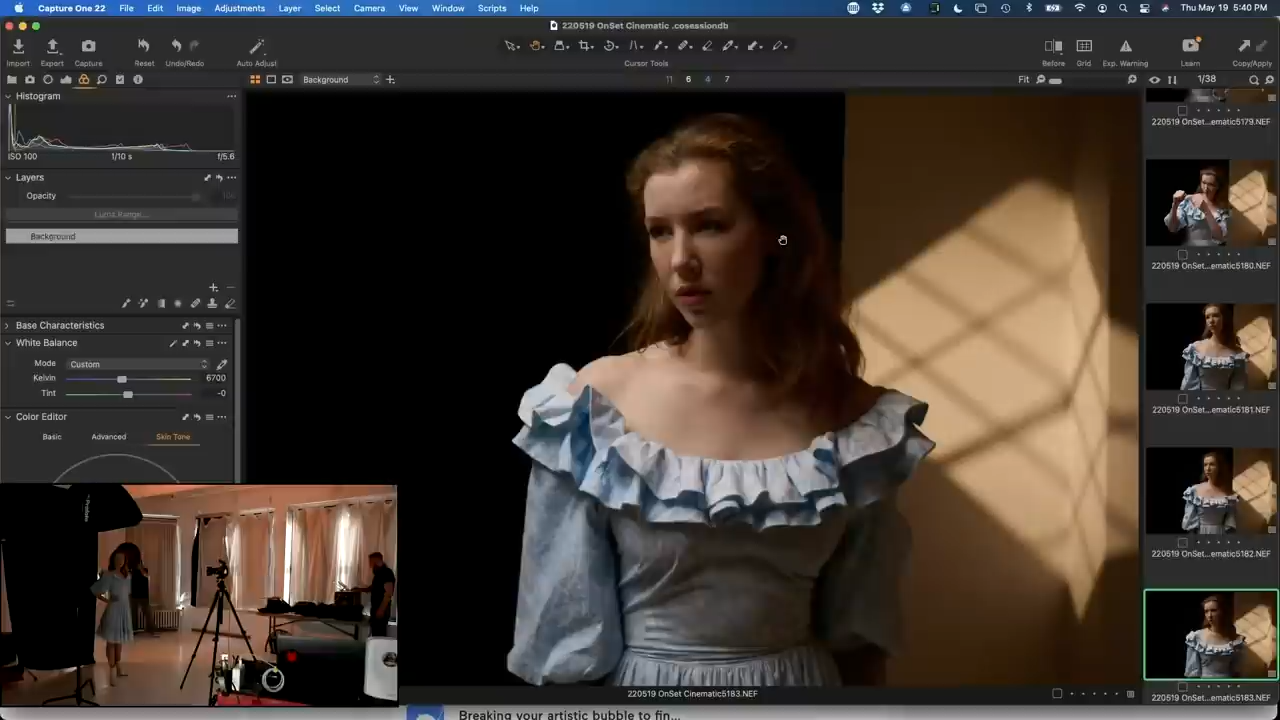 Capture One 22 File Edit Image Adjustments Layer Select Camera View Window Scripts Help Thu May 19 5:40 PM
220519 OnSet Cinematic .cosessiondb
Import Export Capture Reset Undo/Redo Auto Adjust Cursor Tools Before Grid Exp. Warning Learn Copy/Apply
Background 11 6 4 7 Fit 1/38
Histogram
ISO 100 1/10 s f/5.6
Layers
Opacity
Luma Range...
Background
Base Characteristics
White Balance
Mode Custom
Kelvin 6700
Tint -0
Color Editor
Basic Advanced Skin Tone
220519 OnSet...ematic5179.NEF
220519 OnSet...ematic5180.NEF
220519 OnSet...ematic5181.NEF
220519 OnSet...ematic5182.NEF
220519 OnSet...ematic5183.NEF
Profoto
220519 OnSet Cinematic5183.NEF
Breaking your artistic bubble to fin...